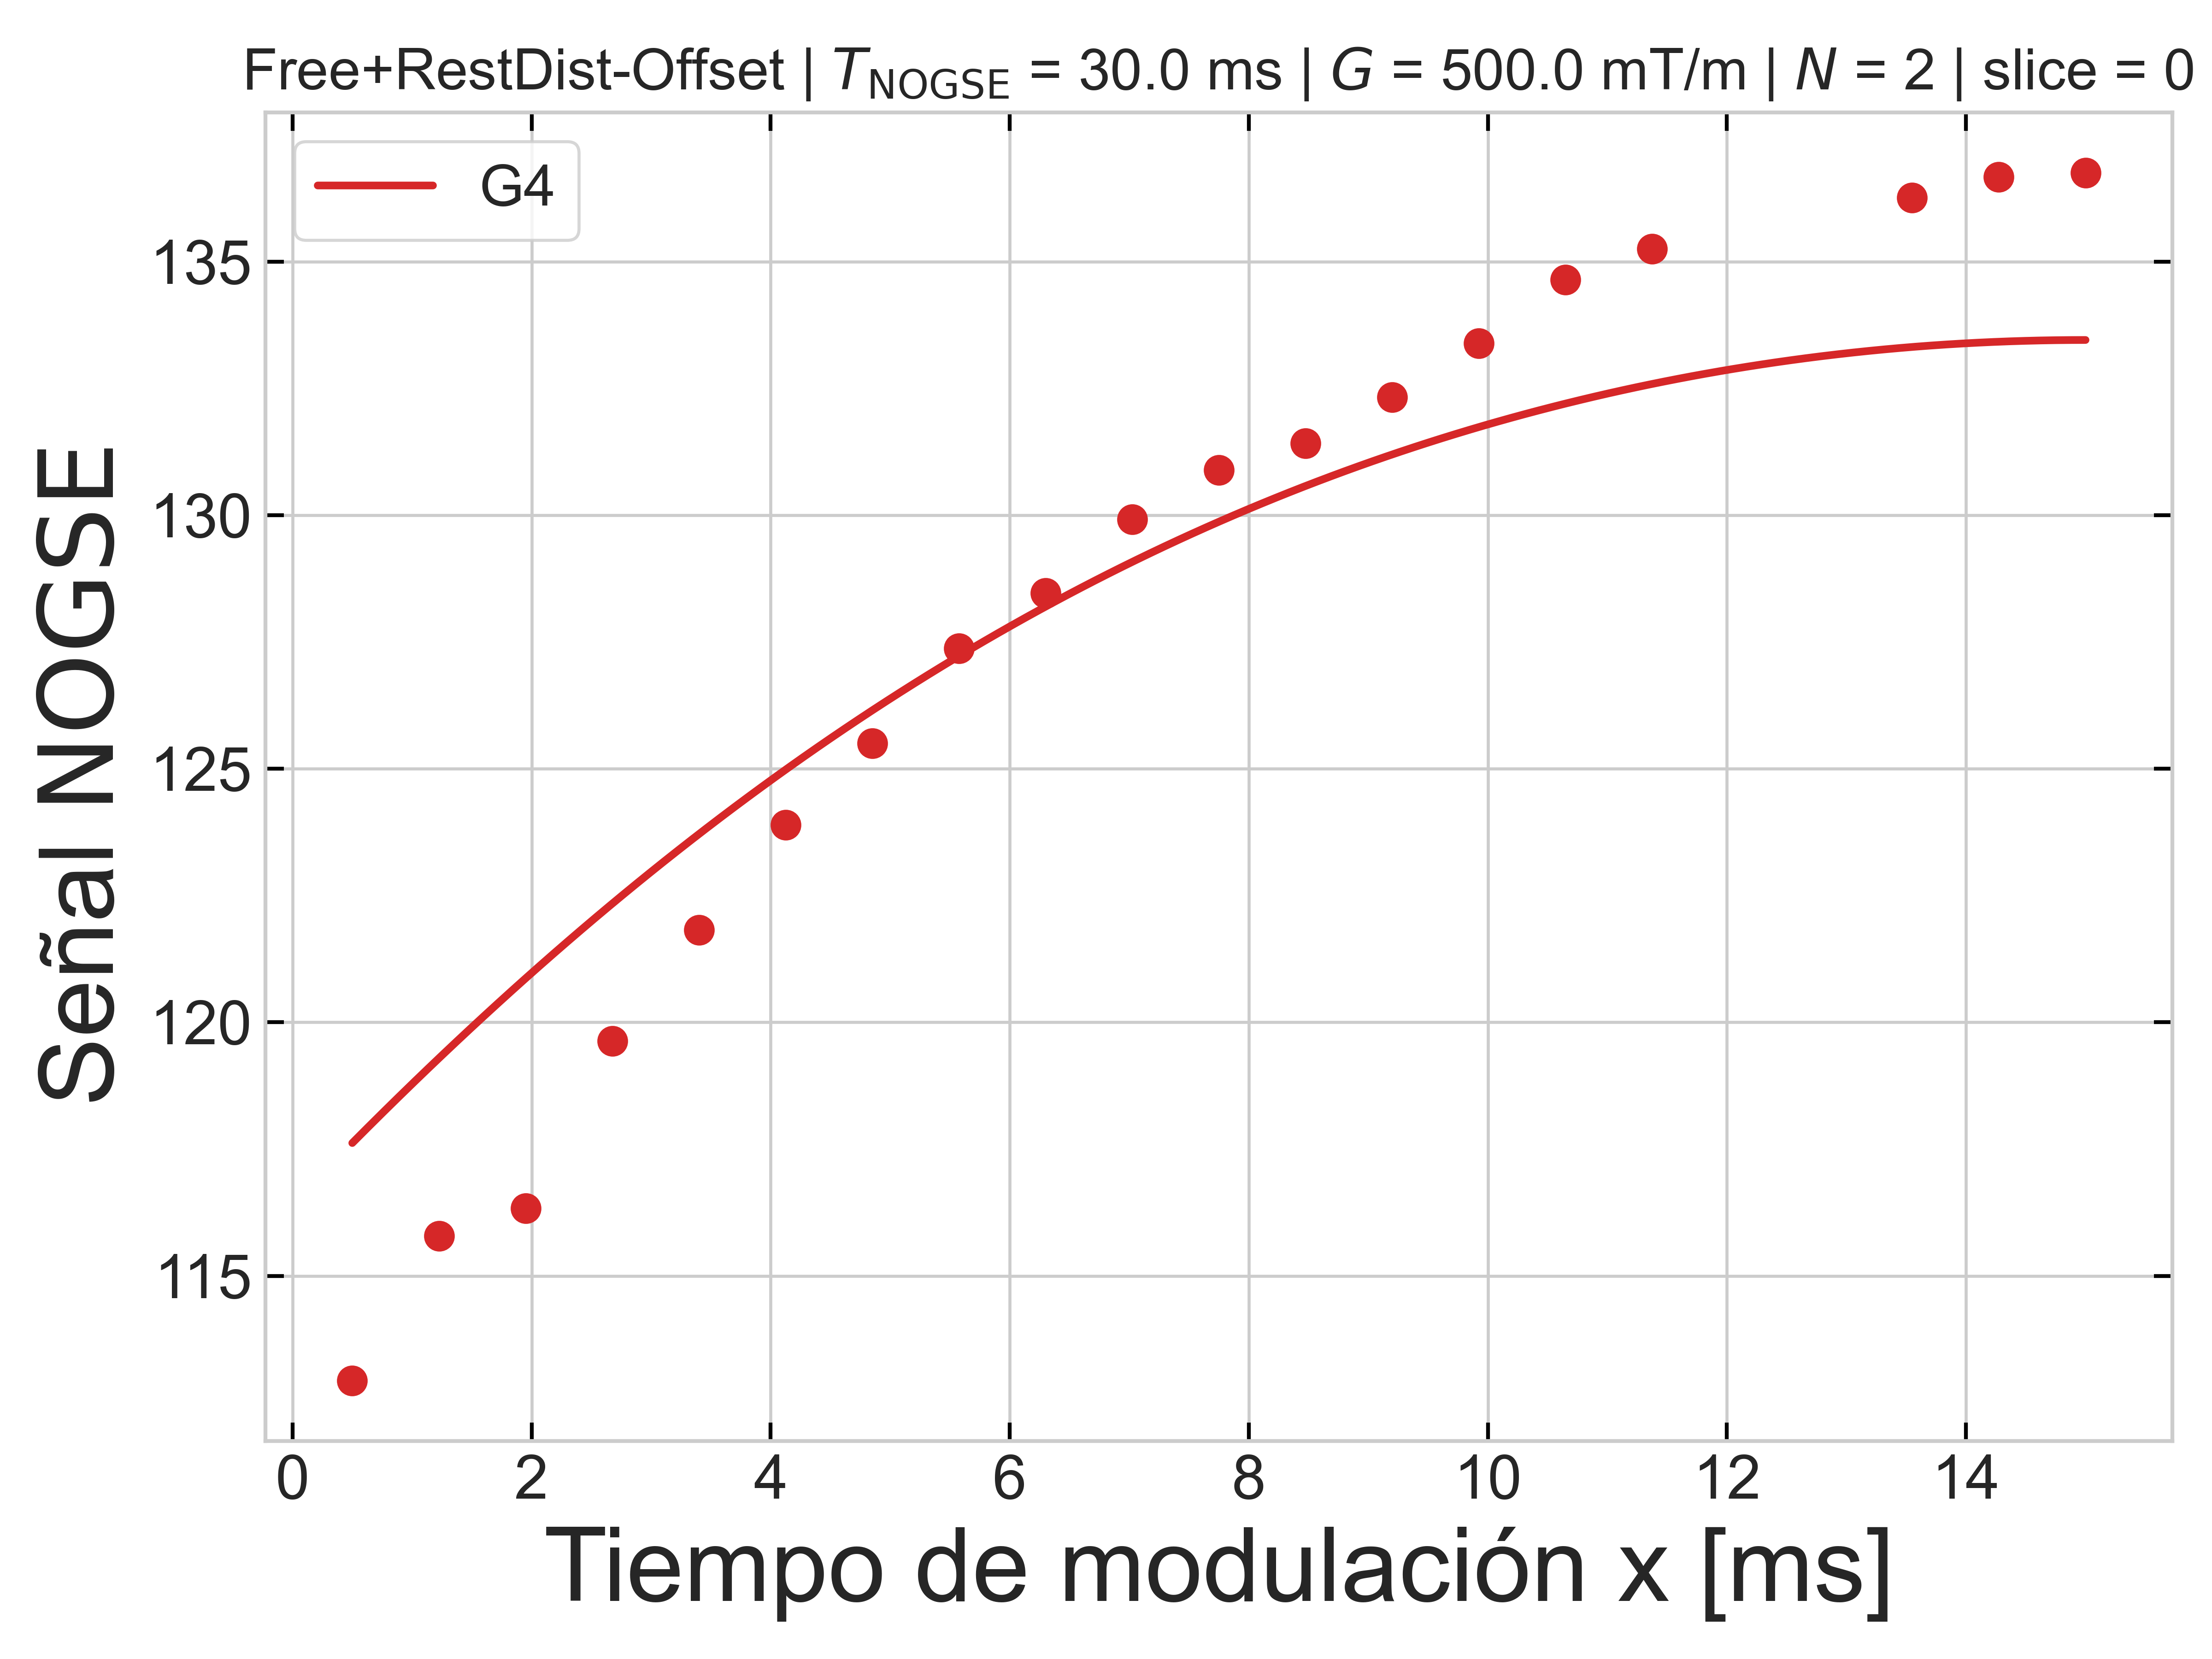 Free+RestDist-Offset | T_NOGSE = 30.0 ms | G = 500.0 mT/m | N = 2 | slice = 0
G4
135
130
125
120
115
Señal NOGSE
0 2 4 6 8 10 12 14
Tiempo de modulación x [ms]